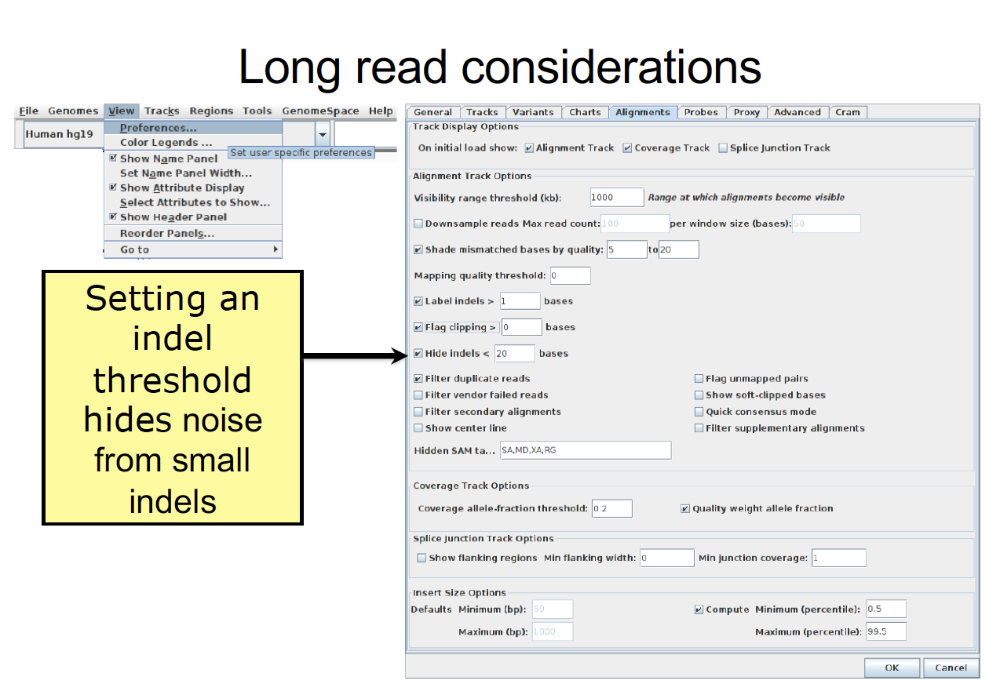 Long read considerations
File Genomes View Tracks Regions Tools GenomeSpace Help
Human hg19
Preferences...
Color Legends ...
Set user specific preferences
Show Name Panel
Set Name Panel Width...
Show Attribute Display
Select Attributes to Show...
Show Header Panel
Reorder Panels...
Go to
Setting an
indel
threshold
hides noise
from small
indels
General Tracks Variants Charts Alignments Probes Proxy Advanced Cram
Track Display Options
On initial load show: Alignment Track Coverage Track Splice Junction Track
Alignment Track Options
Visibility range threshold (kb): 1000 Range at which alignments become visible
Downsample reads Max read count: 100 per window size (bases): 50
Shade mismatched bases by quality: 5 to 20
Mapping quality threshold: 0
Label indels > 1 bases
Flag clipping > 0 bases
Hide indels < 20 bases
Filter duplicate reads Flag unmapped pairs
Filter vendor failed reads Show soft-clipped bases
Filter secondary alignments Quick consensus mode
Show center line Filter supplementary alignments
Hidden SAM ta... SA,MD,XA,RG
Coverage Track Options
Coverage allele-fraction threshold: 0.2 Quality weight allele fraction
Splice Junction Track Options
Show flanking regions Min flanking width: 0 Min junction coverage: 1
Insert Size Options
Defaults Minimum (bp): 50 Compute Minimum (percentile): 0.5
Maximum (bp): 1000 Maximum (percentile): 99.5
OK Cancel